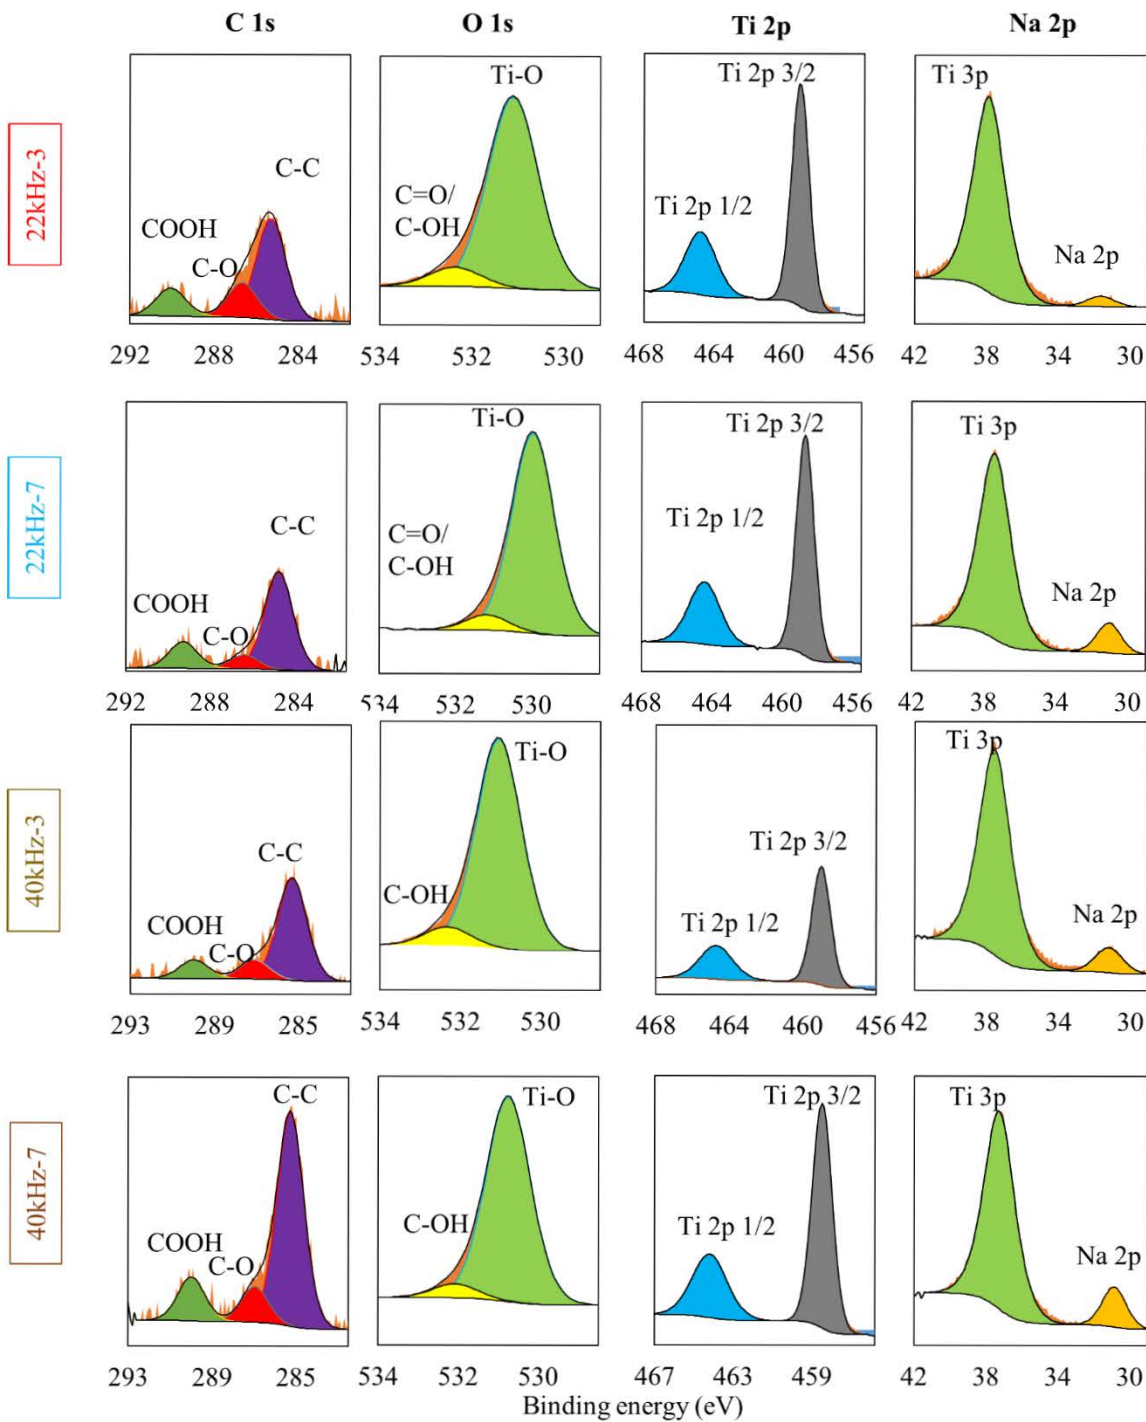 C 1s O 1s Ti 2p Na 2p
22kHz-3
COOH
C-O
C-C
292 288 284
Ti-O
C=O/
C-OH
534 532 530
Ti 2p 3/2
Ti 2p 1/2
468 464 460 456
Ti 3p
Na 2p
42 38 34 30
22kHz-7
COOH
C-O
C-C
292 288 284
Ti-O
C=O/
C-OH
534 532 530
Ti 2p 3/2
Ti 2p 1/2
468 464 460 456
Ti 3p
Na 2p
42 38 34 30
40kHz-3
COOH
C-O
C-C
293 289 285
Ti-O
C-OH
534 532 530
Ti 2p 3/2
Ti 2p 1/2
468 464 460 456
Ti 3p
Na 2p
42 38 34 30
40kHz-7
COOH
C-O
C-C
293 289 285
Ti-O
C-OH
534 532 530
Ti 2p 3/2
Ti 2p 1/2
467 463 459
Ti 3p
Na 2p
42 38 34 30
Binding energy (eV)